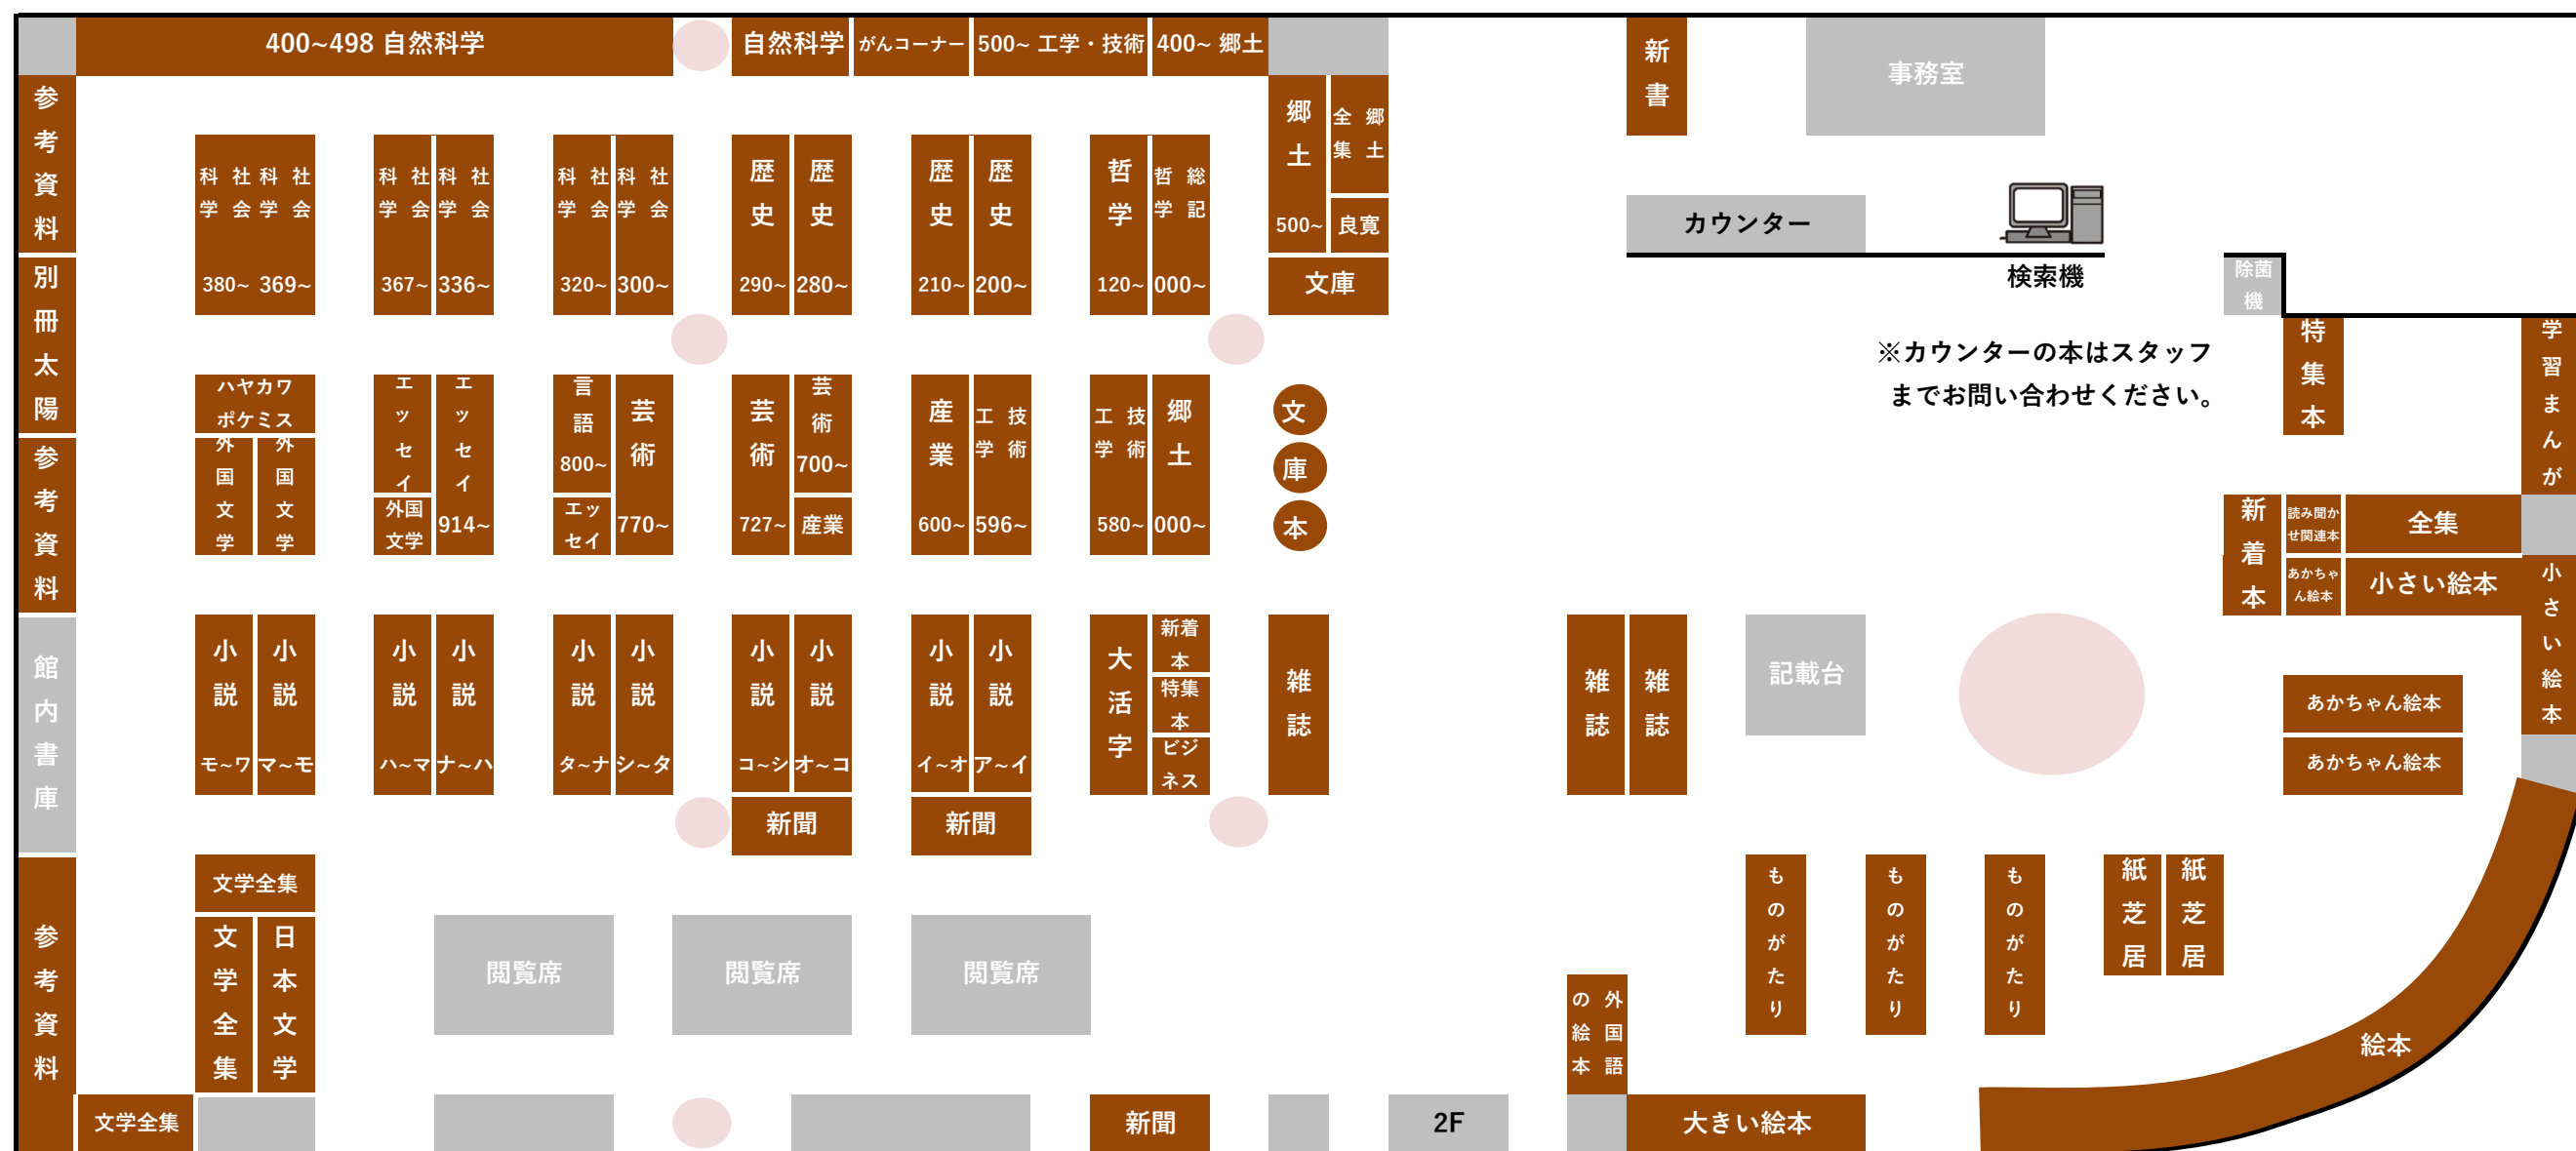 400~498 自然科学
自然科学
がんコーナー
500~ 工学・技術
400~ 郷土
新書
事務室
参考資料
郷土
500~
郷土全集
良寛
文庫
社会科学
380~
社会科学
369~
社会科学
367~
社会科学
336~
社会科学
320~
社会科学
300~
歴史
290~
歴史
280~
歴史
210~
歴史
200~
哲学
120~
総記哲学
000~
カウンター
検索機
除菌機
※カウンターの本はスタッフ
までお問い合わせください。
特集本
学習まんが
別冊太陽
ハヤカワ
ポケミス
外国文学
外国文学
エッセイ
外国
文学
エッセイ
914~
言語
800~
エッ
セイ
芸術
770~
芸術
727~
芸術
700~
産業
産業
600~
技術工学
596~
技術工学
580~
郷土
000~
文庫本
新着本
読み聞か
せ関連本
全集
あかちゃ
ん絵本
小さい絵本
小さい絵本
参考資料
館内書庫
小説
モ~ワ
小説
マ~モ
小説
ハ~マ
小説
ナ~ハ
小説
タ~ナ
小説
シ~タ
小説
コ~シ
小説
オ~コ
小説
イ~オ
小説
ア~イ
大活字
新着
本
特集
本
ビジ
ネス
雑誌
雑誌
雑誌
記載台
あかちゃん絵本
あかちゃん絵本
新聞
新聞
参考資料
文学全集
文学全集
日本文学
閲覧席
閲覧席
閲覧席
ものがたり
ものがたり
ものがたり
紙芝居
紙芝居
外国語の絵本
絵本
文学全集
新聞
2F
大きい絵本